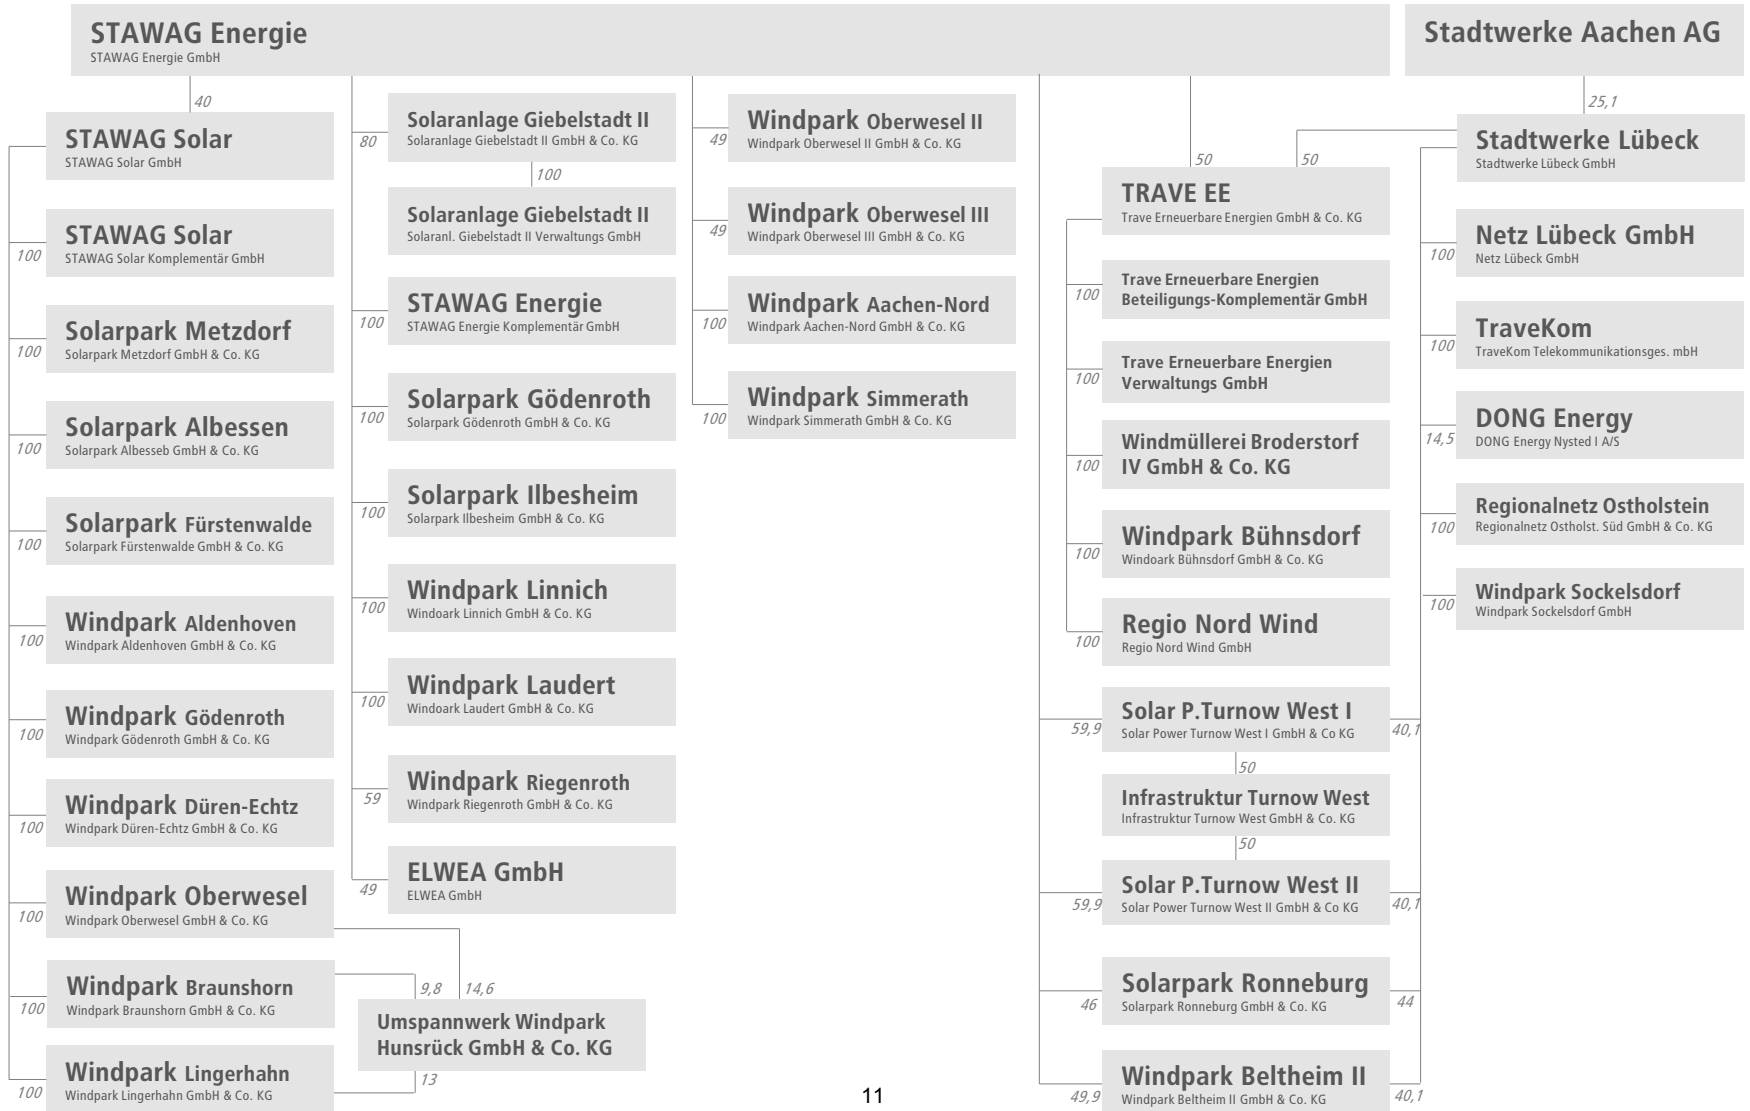 STAWAG Energie
STAWAG Energie GmbH
Stadtwerke Aachen AG
40
STAWAG Solar
STAWAG Solar GmbH
100
STAWAG Solar
STAWAG Solar Komplementär GmbH
100
Solarpark Metzdorf
Solarpark Metzdorf GmbH & Co. KG
100
Solarpark Albessen
Solarpark Albesseb GmbH & Co. KG
100
Solarpark Fürstenwalde
Solarpark Fürstenwalde GmbH & Co. KG
100
Windpark Aldenhoven
Windpark Aldenhoven GmbH & Co. KG
100
Windpark Gödenroth
Windpark Gödenroth GmbH & Co. KG
100
Windpark Düren-Echtz
Windpark Düren-Echtz GmbH & Co. KG
100
Windpark Oberwesel
Windpark Oberwesel GmbH & Co. KG
100
Windpark Braunshorn
Windpark Braunshorn GmbH & Co. KG
100
Windpark Lingerhahn
Windpark Lingerhahn GmbH & Co. KG
80
Solaranlage Giebelstadt II
Solaranlage Giebelstadt II GmbH & Co. KG
100
Solaranlage Giebelstadt II
Solaranl. Giebelstadt II Verwaltungs GmbH
100
STAWAG Energie
STAWAG Energie Komplementär GmbH
100
Solarpark Gödenroth
Solarpark Gödenroth GmbH & Co. KG
100
Solarpark Ilbesheim
Solarpark Ilbesheim GmbH & Co. KG
100
Windpark Linnich
Windoark Linnich GmbH & Co. KG
100
Windpark Laudert
Windoark Laudert GmbH & Co. KG
59
Windpark Riegenroth
Windpark Riegenroth GmbH & Co. KG
49
ELWEA GmbH
ELWEA GmbH
9,8
14,6
Umspannwerk Windpark
Hunsrück GmbH & Co. KG
13
49
Windpark Oberwesel II
Windpark Oberwesel II GmbH & Co. KG
49
Windpark Oberwesel III
Windpark Oberwesel III GmbH & Co. KG
100
Windpark Aachen-Nord
Windpark Aachen-Nord GmbH & Co. KG
100
Windpark Simmerath
Windpark Simmerath GmbH & Co. KG
50
50
TRAVE EE
Trave Erneuerbare Energien GmbH & Co. KG
100
Trave Erneuerbare Energien
Beteiligungs-Komplementär GmbH
100
Trave Erneuerbare Energien
Verwaltungs GmbH
100
Windmüllerei Broderstorf
IV GmbH & Co. KG
100
Windpark Bühnsdorf
Windoark Bühnsdorf GmbH & Co. KG
100
Regio Nord Wind
Regio Nord Wind GmbH
59,9
Solar P.Turnow West I
Solar Power Turnow West I GmbH & Co KG
40,1
50
Infrastruktur Turnow West
Infrastruktur Turnow West GmbH & Co. KG
50
59,9
Solar P.Turnow West II
Solar Power Turnow West II GmbH & Co KG
40,1
46
Solarpark Ronneburg
Solarpark Ronneburg GmbH & Co. KG
44
49,9
Windpark Beltheim II
Windpark Beltheim II GmbH & Co. KG
40,1
25,1
Stadtwerke Lübeck
Stadtwerke Lübeck GmbH
100
Netz Lübeck GmbH
Netz Lübeck GmbH
100
TraveKom
TraveKom Telekommunikationsges. mbH
14,5
DONG Energy
DONG Energy Nysted I A/S
100
Regionalnetz Ostholstein
Regionalnetz Ostholst. Süd GmbH & Co. KG
100
Windpark Sockelsdorf
Windpark Sockelsdorf GmbH
11